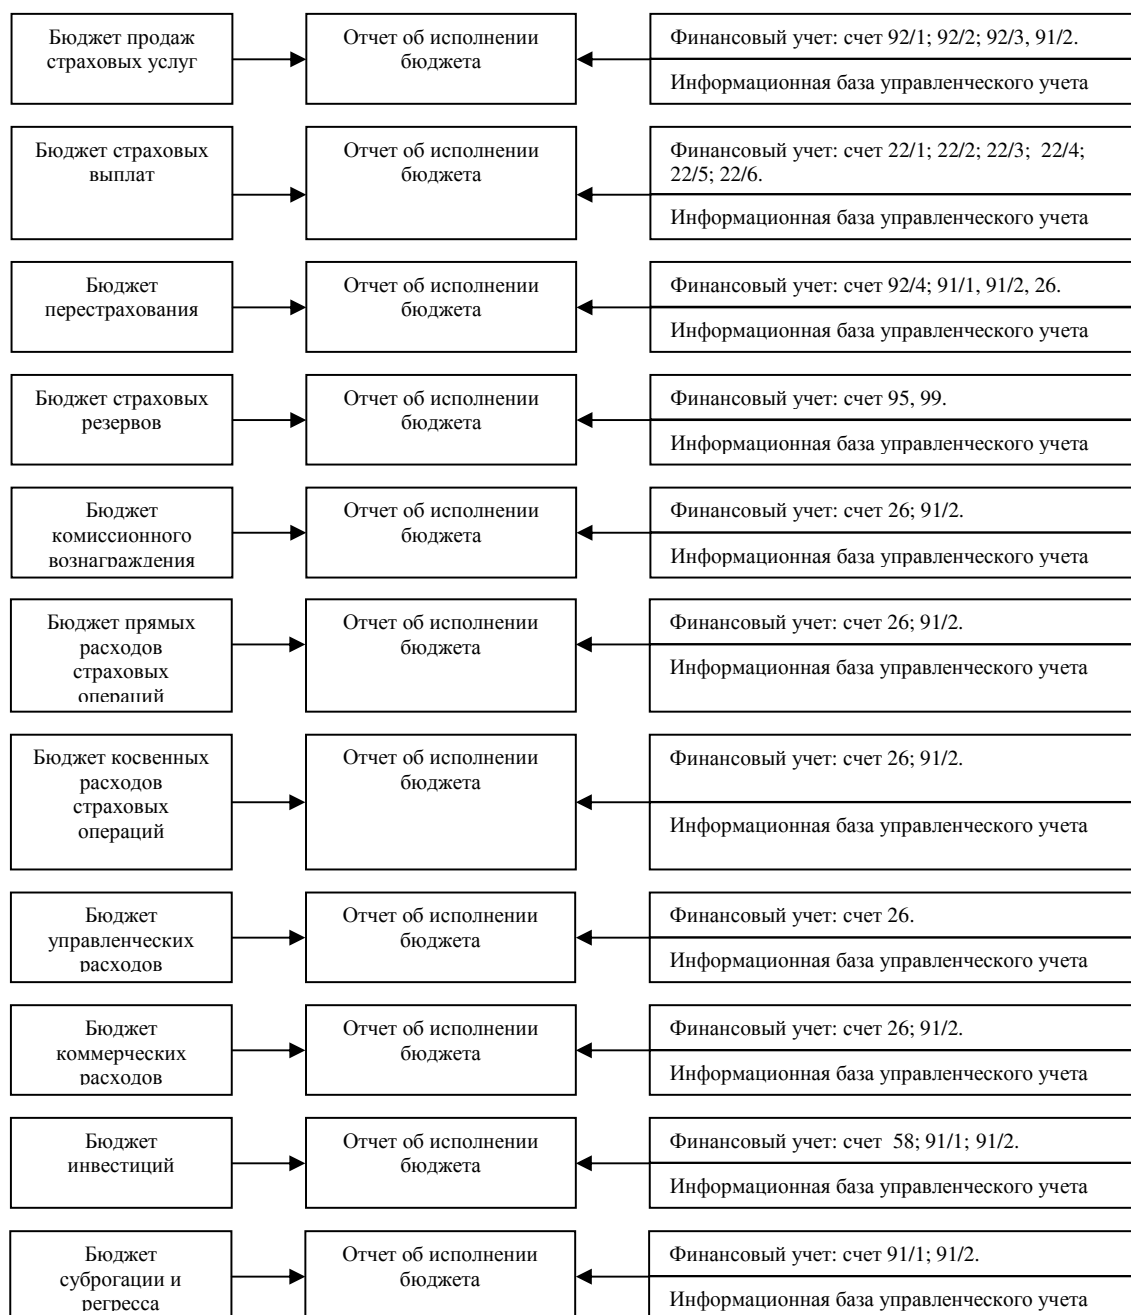 Бюджет продаж
страховых услуг
Отчет об исполнении
бюджета
Финансовый учет: счет 92/1; 92/2; 92/3, 91/2.
Информационная база управленческого учета
Бюджет страховых
выплат
Отчет об исполнении
бюджета
Финансовый учет: счет 22/1; 22/2; 22/3; 22/4;
22/5; 22/6.
Информационная база управленческого учета
Бюджет
перестрахования
Отчет об исполнении
бюджета
Финансовый учет: счет 92/4; 91/1, 91/2, 26.
Информационная база управленческого учета
Бюджет страховых
резервов
Отчет об исполнении
бюджета
Финансовый учет: счет 95, 99.
Информационная база управленческого учета
Бюджет
комиссионного
вознаграждения
Отчет об исполнении
бюджета
Финансовый учет: счет 26; 91/2.
Информационная база управленческого учета
Бюджет прямых
расходов
страховых
операций
Отчет об исполнении
бюджета
Финансовый учет: счет 26; 91/2.
Информационная база управленческого учета
Бюджет косвенных
расходов
страховых
операций
Отчет об исполнении
бюджета
Финансовый учет: счет 26; 91/2.
Информационная база управленческого учета
Бюджет
управленческих
расходов
Отчет об исполнении
бюджета
Финансовый учет: счет 26.
Информационная база управленческого учета
Бюджет
коммерческих
расходов
Отчет об исполнении
бюджета
Финансовый учет: счет 26; 91/2.
Информационная база управленческого учета
Бюджет
инвестиций
Отчет об исполнении
бюджета
Финансовый учет: счет 58; 91/1; 91/2.
Информационная база управленческого учета
Бюджет
суброгации и
регресса
Отчет об исполнении
бюджета
Финансовый учет: счет 91/1; 91/2.
Информационная база управленческого учета